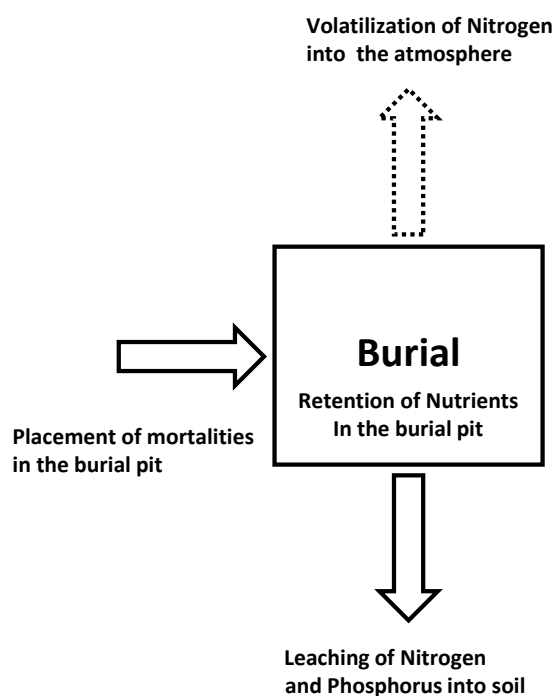 Volatilization of Nitrogen
into the atmosphere
Burial
Retention of Nutrients
In the burial pit
Placement of mortalities
in the burial pit
Leaching of Nitrogen
and Phosphorus into soil